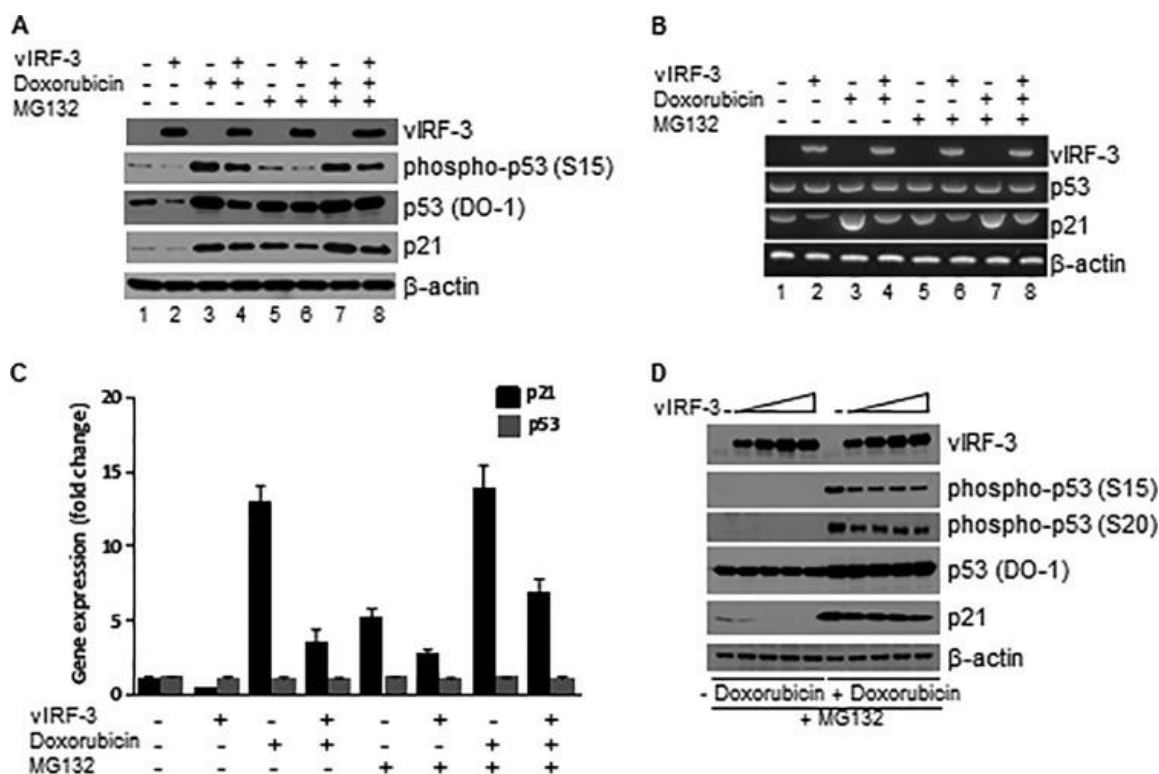 A
vIRF-3 - + - + - + - +
Doxorubicin - - + + - - + +
MG132 - - - - + + + +
vIRF-3
phospho-p53 (S15)
p53 (DO-1)
p21
β-actin
1 2 3 4 5 6 7 8
B
vIRF-3 - + - + - + - +
Doxorubicin - - + + - - + +
MG132 - - - - + + + +
vIRF-3
p53
p21
β-actin
1 2 3 4 5 6 7 8
C
Gene expression (fold change)
20
15
10
5
0
p21
p53
vIRF-3 - + - + - + - +
Doxorubicin - - + + - - + +
MG132 - - - - + + + +
D
vIRF-3 - -
vIRF-3
phospho-p53 (S15)
phospho-p53 (S20)
p53 (DO-1)
p21
β-actin
- Doxorubicin + Doxorubicin
+ MG132